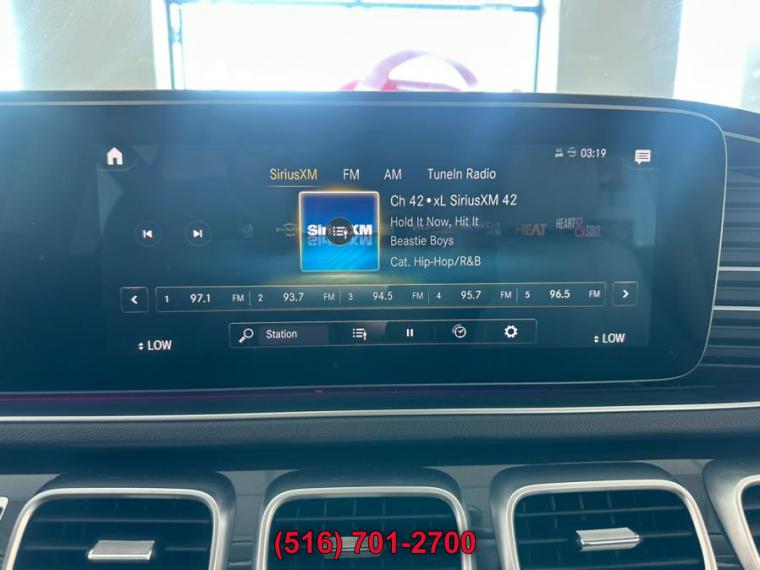 03:19
SiriusXM FM AM TuneIn Radio
Ch 42 • xL SiriusXM 42
Hold It Now, Hit It
Beastie Boys
Cat. Hip-Hop/R&B
HEAT HEART & SOUL
1 97.1 FM 2 93.7 FM 3 94.5 FM 4 95.7 FM 5 96.5 FM
Station
LOW LOW
(516) 701-2700